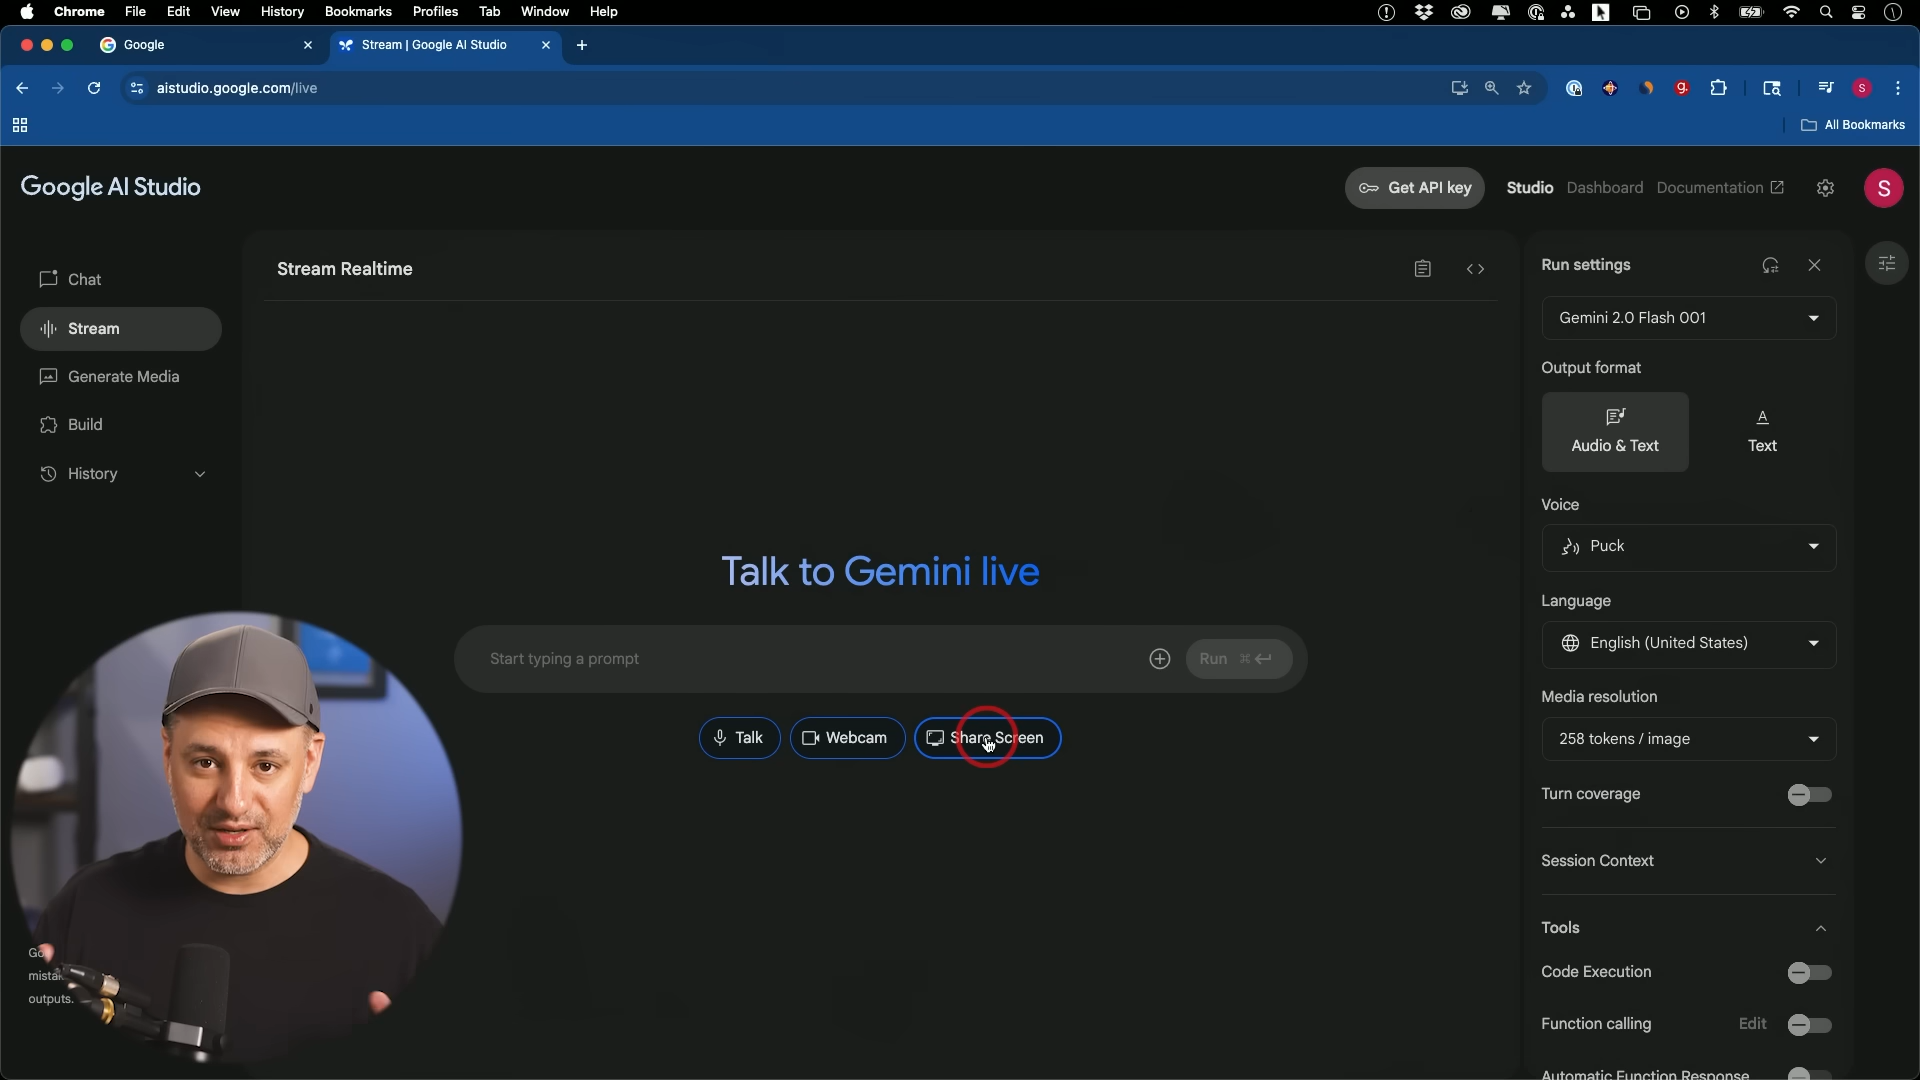 Chrome File Edit View History Bookmarks Profiles Tab Window Help
Google
Stream | Google AI Studio
aistudio.google.com/live
S
All Bookmarks
Google AI Studio
Get API key
Studio Dashboard Documentation
S
Chat
Stream
Generate Media
Build
History
Stream Realtime
Talk to Gemini live
Start typing a prompt
Run ⌘
Talk
Webcam
Share Screen
Run settings
Gemini 2.0 Flash 001
Output format
Audio & Text
Text
Voice
Puck
Language
English (United States)
Media resolution
258 tokens / image
Turn coverage
Session Context
Tools
Code Execution
Function calling Edit
Automatic Function Response
outputs.